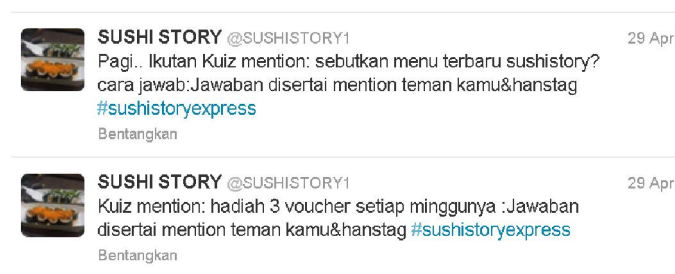 SUSHI STORY @SUSHISTORY1 29 Apr
Pagi.. Ikutan Kuiz mention: sebutkan menu terbaru sushistory?
cara jawab:Jawaban disertai mention teman kamu&hanstag
#sushistoryexpress
Bentangkan
SUSHI STORY @SUSHISTORY1 29 Apr
Kuiz mention: hadiah 3 voucher setiap minggunya :Jawaban
disertai mention teman kamu&hanstag #sushistoryexpress
Bentangkan